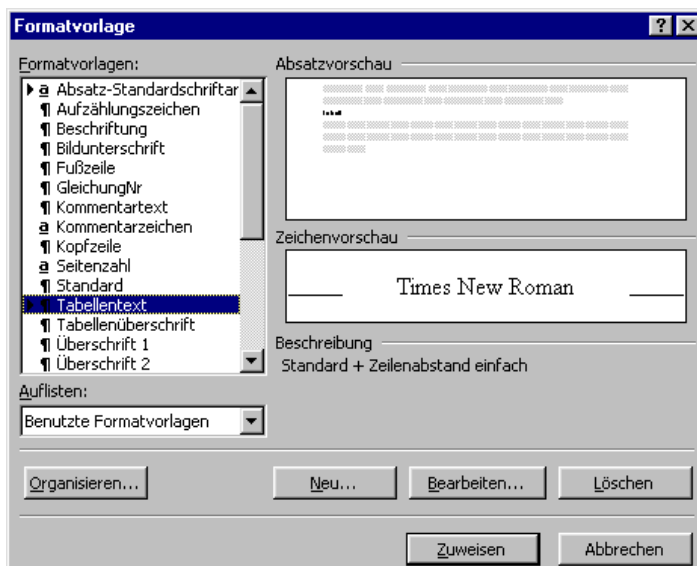 Formatvorlage
Formatvorlagen:
a Absatz-Standardschriftar
¶ Aufzählungszeichen
¶ Beschriftung
¶ Bildunterschrift
¶ Fußzeile
¶ GleichungNr
¶ Kommentartext
a Kommentarzeichen
¶ Kopfzeile
a Seitenzahl
¶ Standard
¶ Tabellentext
¶ Tabellenüberschrift
¶ Überschrift 1
¶ Überschrift 2
Auflisten:
Benutzte Formatvorlagen
Absatzvorschau
Zeichenvorschau
Times New Roman
Beschreibung
Standard + Zeilenabstand einfach
Organisieren...
Neu...
Bearbeiten...
Löschen
Zuweisen
Abbrechen